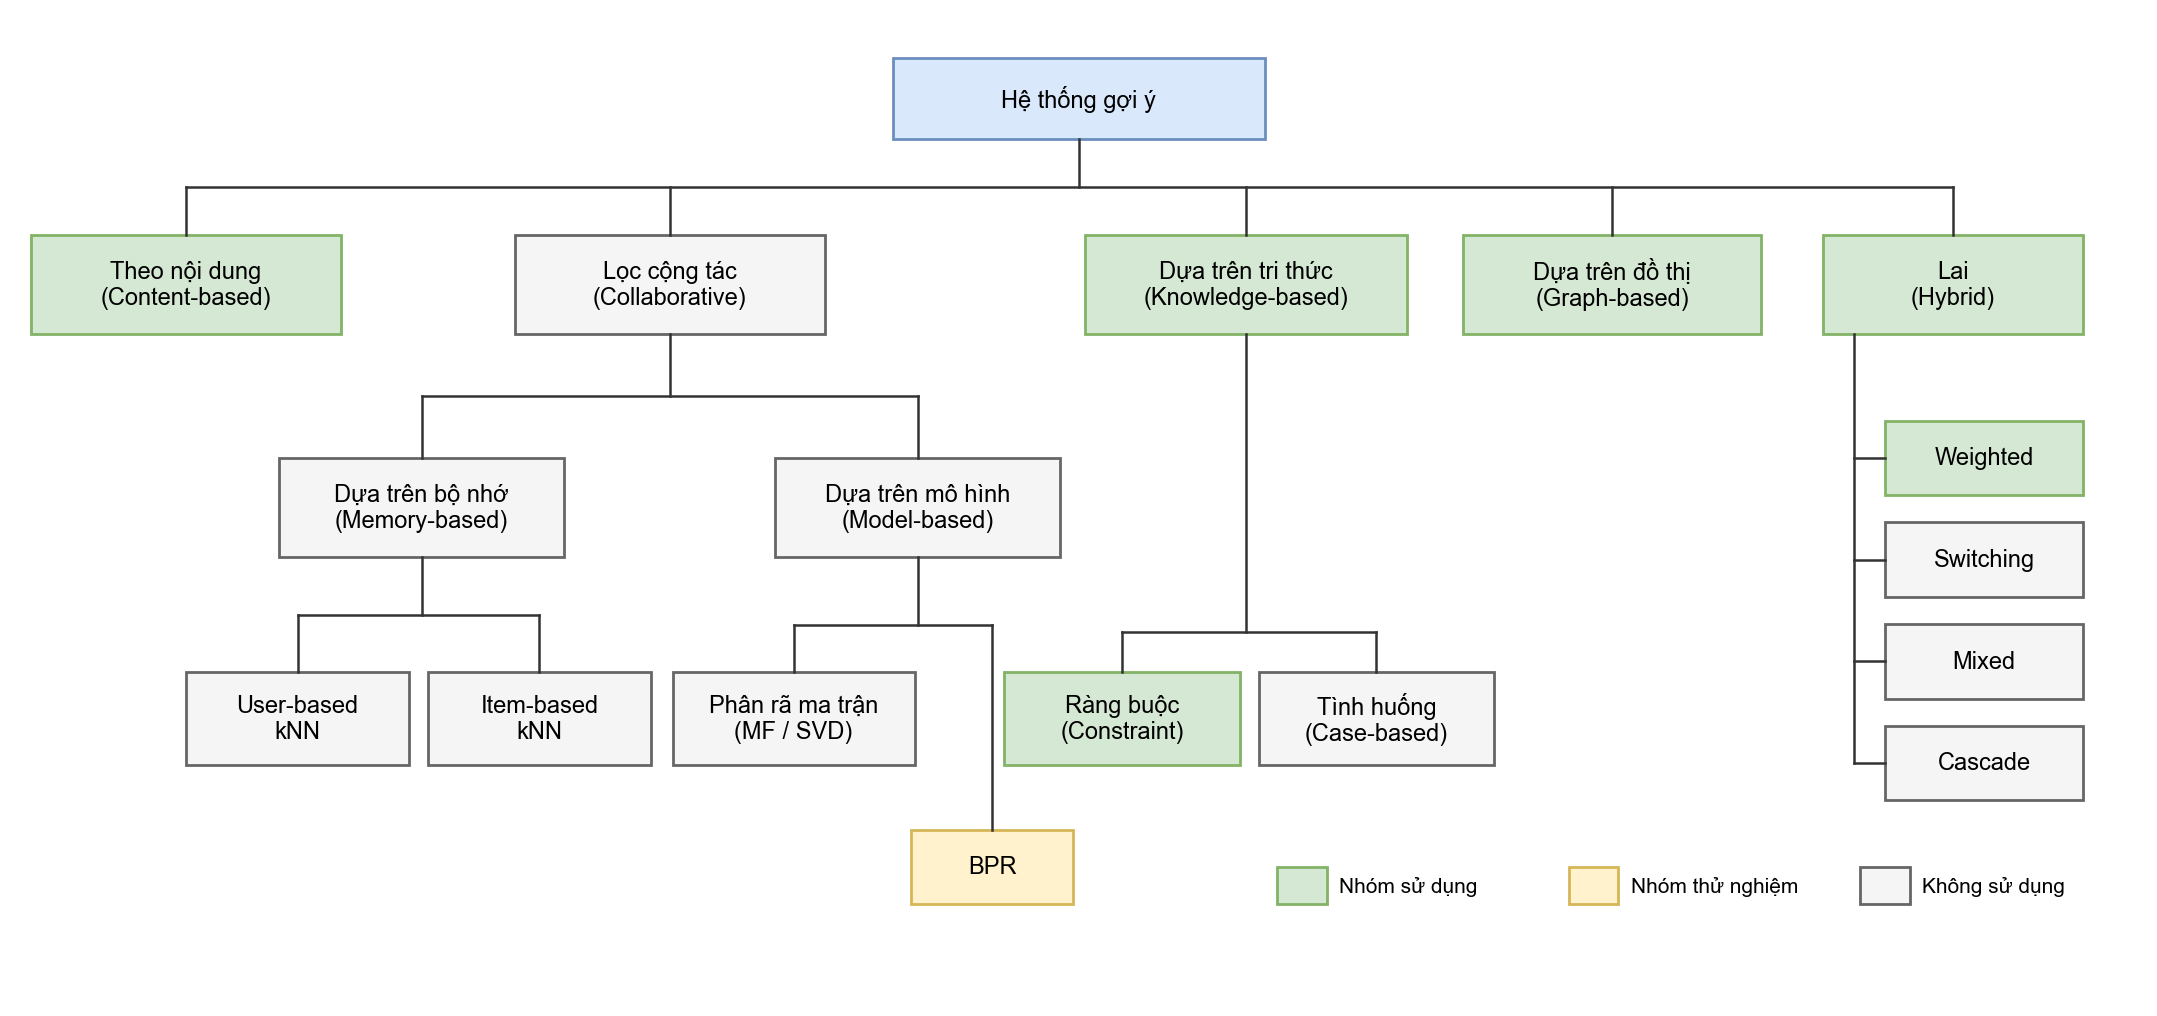 Hệ thống gợi ý
Theo nội dung
(Content-based)
Lọc cộng tác
(Collaborative)
Dựa trên tri thức
(Knowledge-based)
Dựa trên đồ thị
(Graph-based)
Lai
(Hybrid)
Weighted
Switching
Mixed
Cascade
Dựa trên bộ nhớ
(Memory-based)
Dựa trên mô hình
(Model-based)
User-based
kNN
Item-based
kNN
Phân rã ma trận
(MF / SVD)
Ràng buộc
(Constraint)
Tình huống
(Case-based)
BPR
Nhóm sử dụng
Nhóm thử nghiệm
Không sử dụng